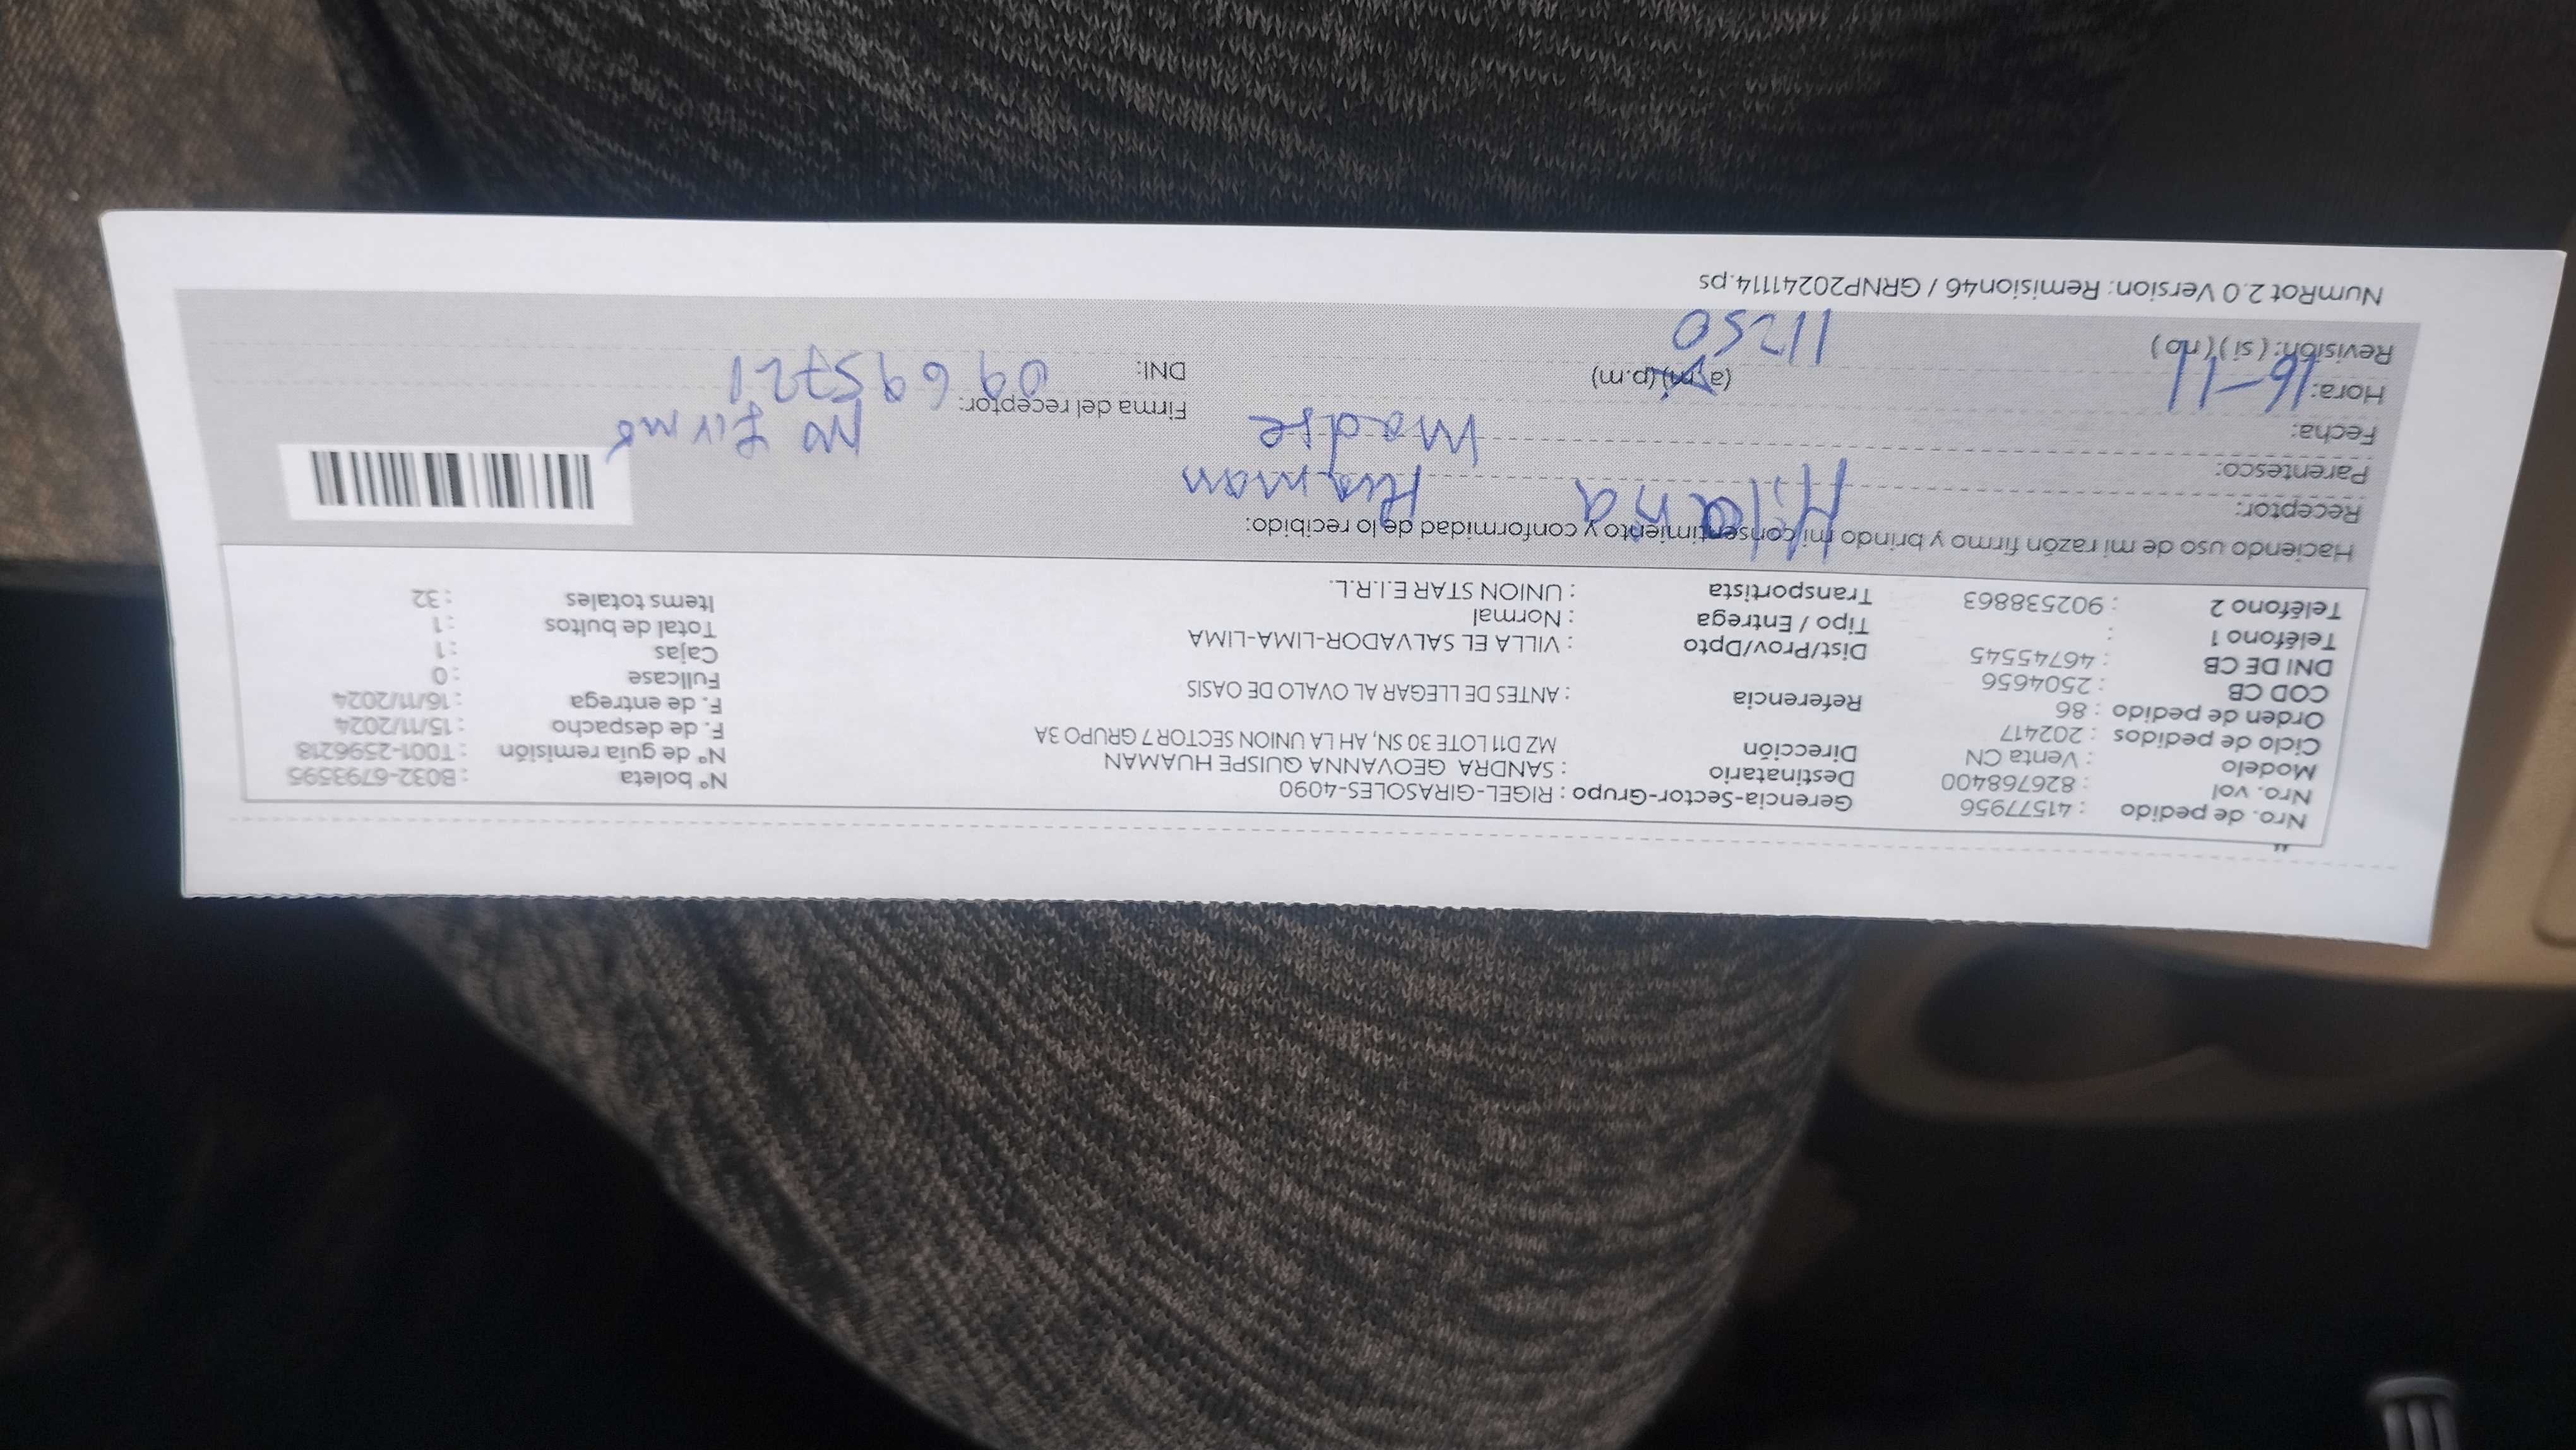 Nro. de pedido : 41577956
Nro. vol : 826768400
Modelo : Venta CN
Ciclo de pedidos : 202417
Orden de pedido : 86
COD CB : 2504656
DNI DE CB : 46745545
Teléfono 1 :
Teléfono 2 : 902538863
Gerencia-Sector-Grupo : RIGEL-GIRASOLES-4090
Destinatario : SANDRA GEOVANNA QUISPE HUAMAN
Dirección MZ D11 LOTE 30 SN, AH LA UNION SECTOR 7 GRUPO 3A
Referencia : ANTES DE LLEGAR AL OVALO DE OASIS
Dist/Prov/Dpto : VILLA EL SALVADOR-LIMA-LIMA
Tipo / Entrega : Normal
Transportista : UNION STAR E.I.R.L.
Nº boleta : B032-6793595
Nº de guía remisión : T001-2596218
F. de despacho : 15/11/2024
F. de entrega : 16/11/2024
Fullcase : 0
Cajas : 1
Total de bultos : 1
Items totales : 32
Haciendo uso de mi razón firmo y brindo mi consentimiento y conformidad de lo recibido:
Receptor: Hilana Huaman
Parentesco: Madre
Fecha: 16-11
Hora: 11:50 (a.m) (p.m)
Revisión: (sí) (no)
Firma del receptor: No firmo
DNI: 09695721
NumRot 2.0 Version: Remision46 / GRNP20241114.ps